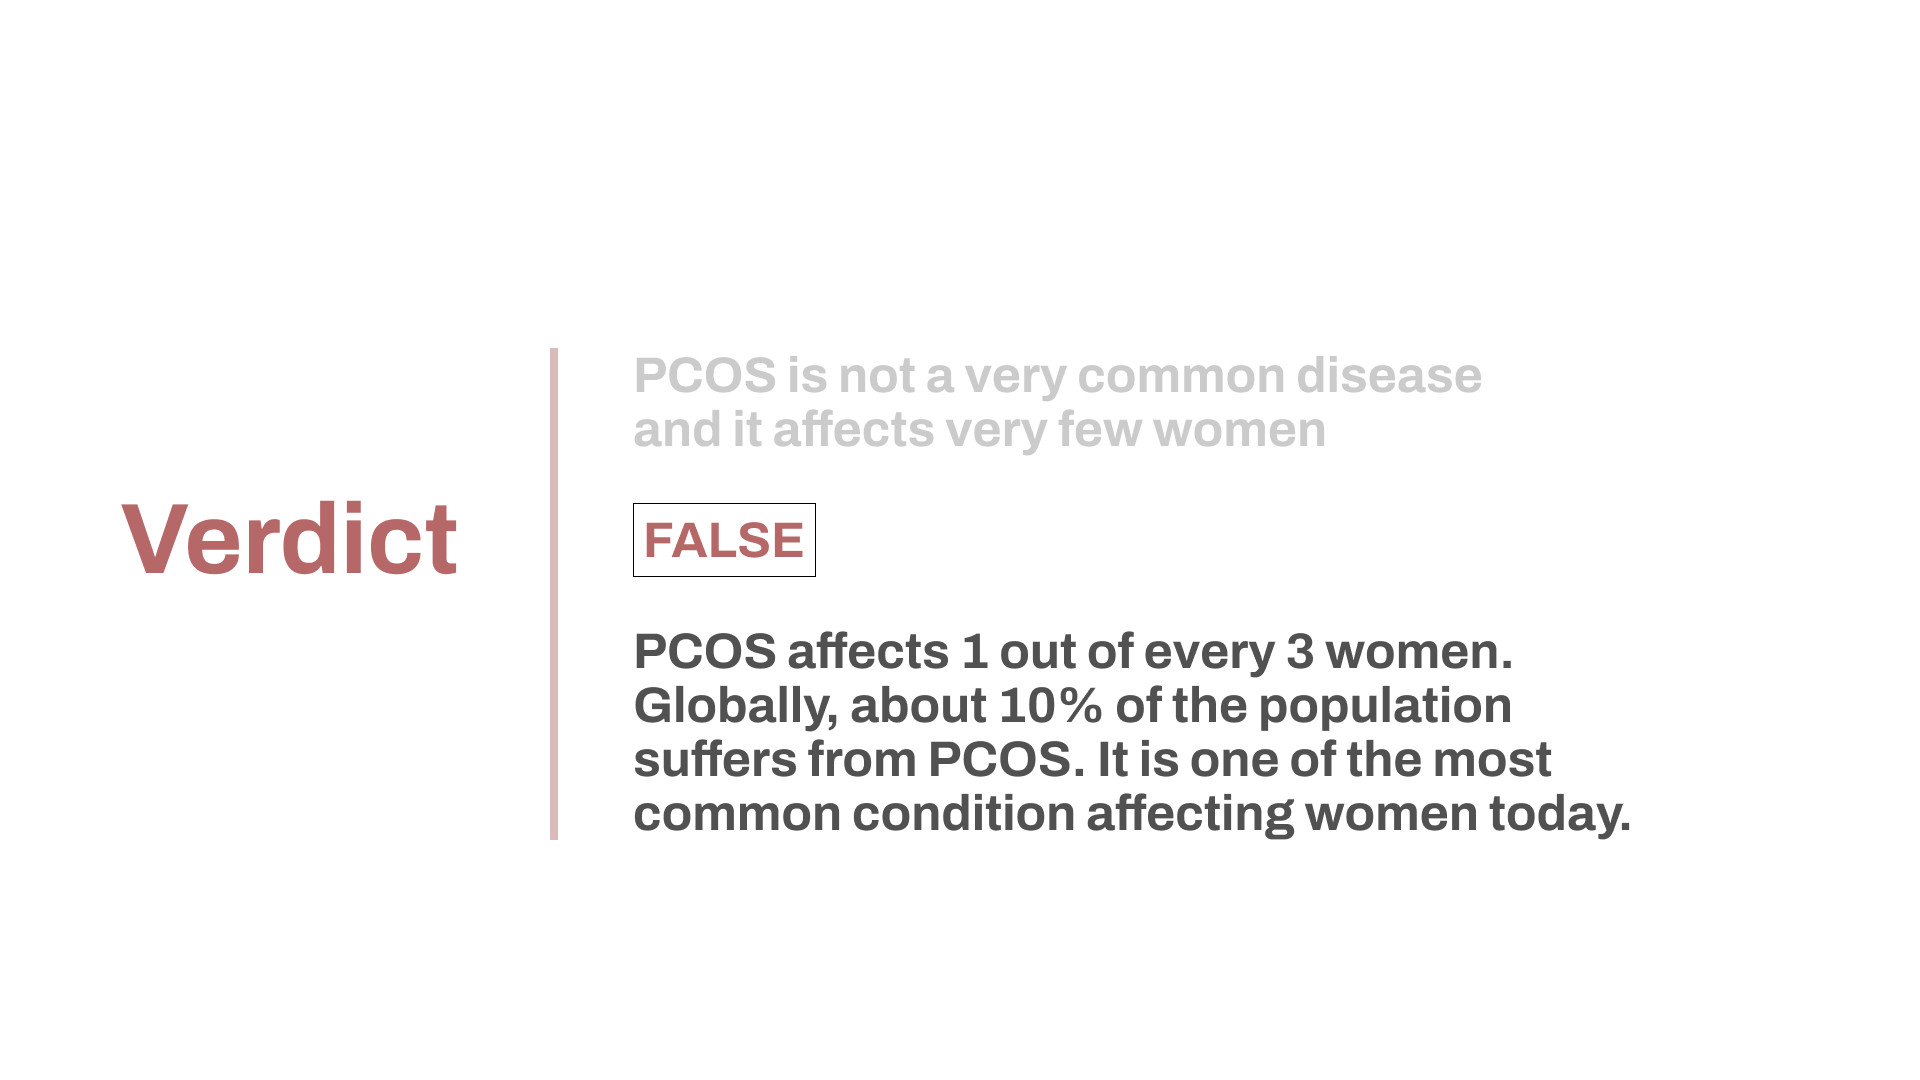 Verdict
PCOS is not a very common disease
and it affects very few women
FALSE
PCOS affects 1 out of every 3 women.
Globally, about 10% of the population
suffers from PCOS. It is one of the most
common condition affecting women today.